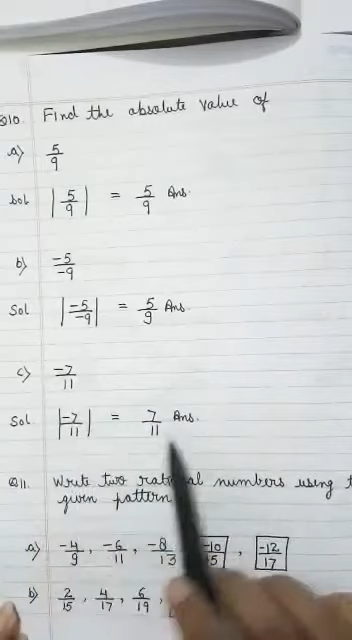 Q10. Find the absolute value of
a) 5/9
Sol |5/9| = 5/9 Ans.
b) -5/-9
Sol |-5/-9| = 5/9 Ans.
c) -7/11
Sol |-7/11| = 7/11 Ans.
Q11. Write two rational numbers using
given pattern
a) -4/9, -6/11, -8/13, -10/15, -12/17
b) 2/15, 4/17, 6/19,